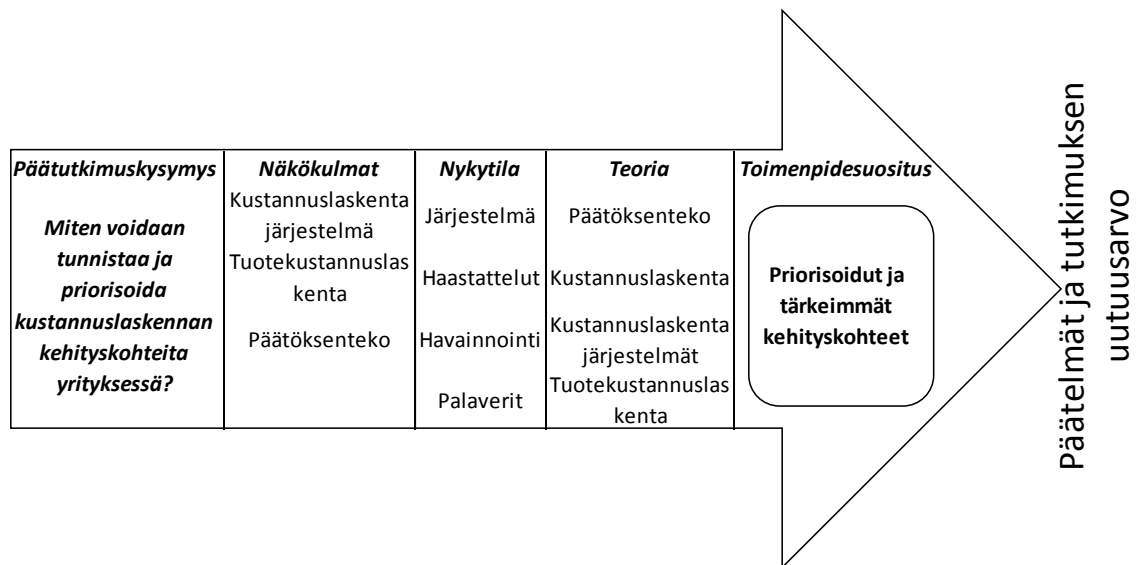 Päätutkimuskysymys
Miten voidaan
tunnistaa ja
priorisoida
kustannuslaskennan
kehityskohteita
yrityksessä?
Näkökulmat
Kustannuslaskenta
järjestelmä
Tuotekustannuslas
kenta
Päätöksenteko
Nykytila
Järjestelmä
Haastattelut
Havainnointi
Palaverit
Teoria
Päätöksenteko
Kustannuslaskenta
Kustannuslaskenta
järjestelmät
Tuotekustannuslas
kenta
Toimenpidesuositus
Priorisoidut ja
tärkeimmät
kehityskohteet
Päätelmät ja tutkimuksen
uutuusarvo